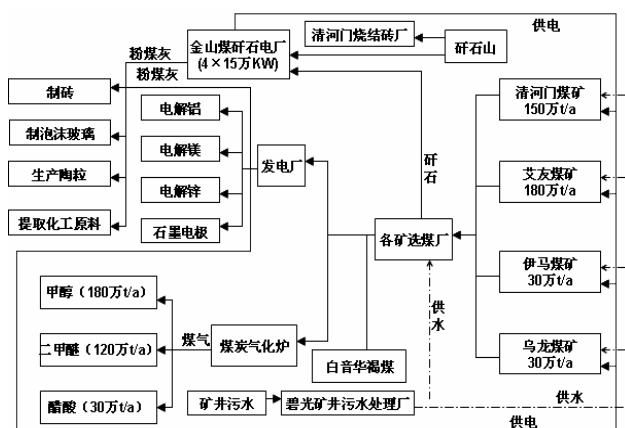 金山煤矸石电厂
(4×15万KW)
清河门烧结砖厂
矸石山
供电
粉煤灰
粉煤灰
制砖
制泡沫玻璃
生产陶粒
提取化工原料
电解铝
电解镁
电解锌
石墨电极
发电厂
矸石
清河门煤矿
150万t/a
艾友煤矿
180万t/a
各矿选煤厂
伊马煤矿
30万t/a
乌龙煤矿
30万t/a
供水
甲醇（180万t/a）
二甲醚（120万t/a）
醋酸（30万t/a）
煤气
煤炭气化炉
白音华褐煤
矿井污水
碧光矿井污水处理厂
供水
供电